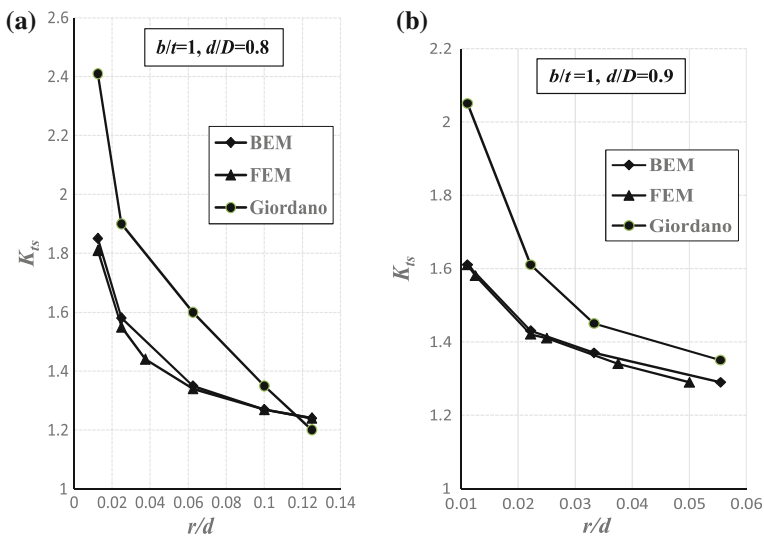 (a)
b/t=1, d/D=0.8
BEM
FEM
Giordano
2.6
2.4
2.2
2
1.8
1.6
1.4
1.2
1
Kts
0 0.02 0.04 0.06 0.08 0.1 0.12 0.14
r/d
(b)
b/t=1, d/D=0.9
BEM
FEM
Giordano
2.2
2
1.8
1.6
1.4
1.2
1
Kts
0.01 0.02 0.03 0.04 0.05 0.06
r/d